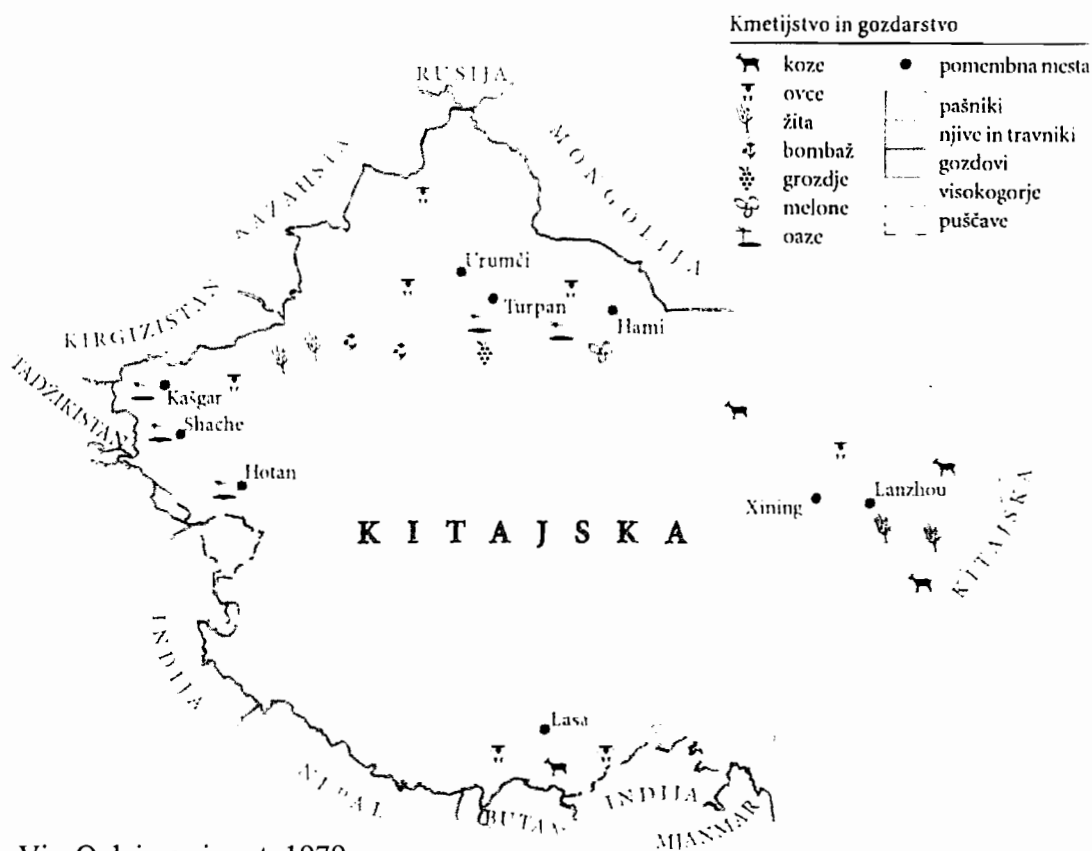 Kmetijstvo in gozdarstvo
koze
ovce
žita
bombaž
grozdje
melone
oaze
pomembna mesta
pašniki
njive in travniki
gozdovi
visokogorje
puščave
RUSIJA
MONGOLIJA
KIRGIZISTAN
TADŽIKISTAN
Urumči
Turpan
Hami
Kašgar
Shache
Hotan
KITAJSKA
Xining
Lanzhou
KITAJSKA
INDIJA
Lasa
NEPAL
INDIJA
MJANMAR